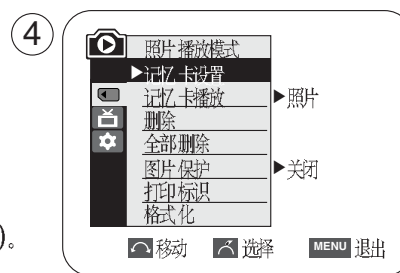 ④
照片播放模式
▶记忆卡设置
记忆卡播放 ▶照片
删除
全部删除
图片保护 ▶关闭
打印标识
格式化
移动 选择 MENU 退出
)。